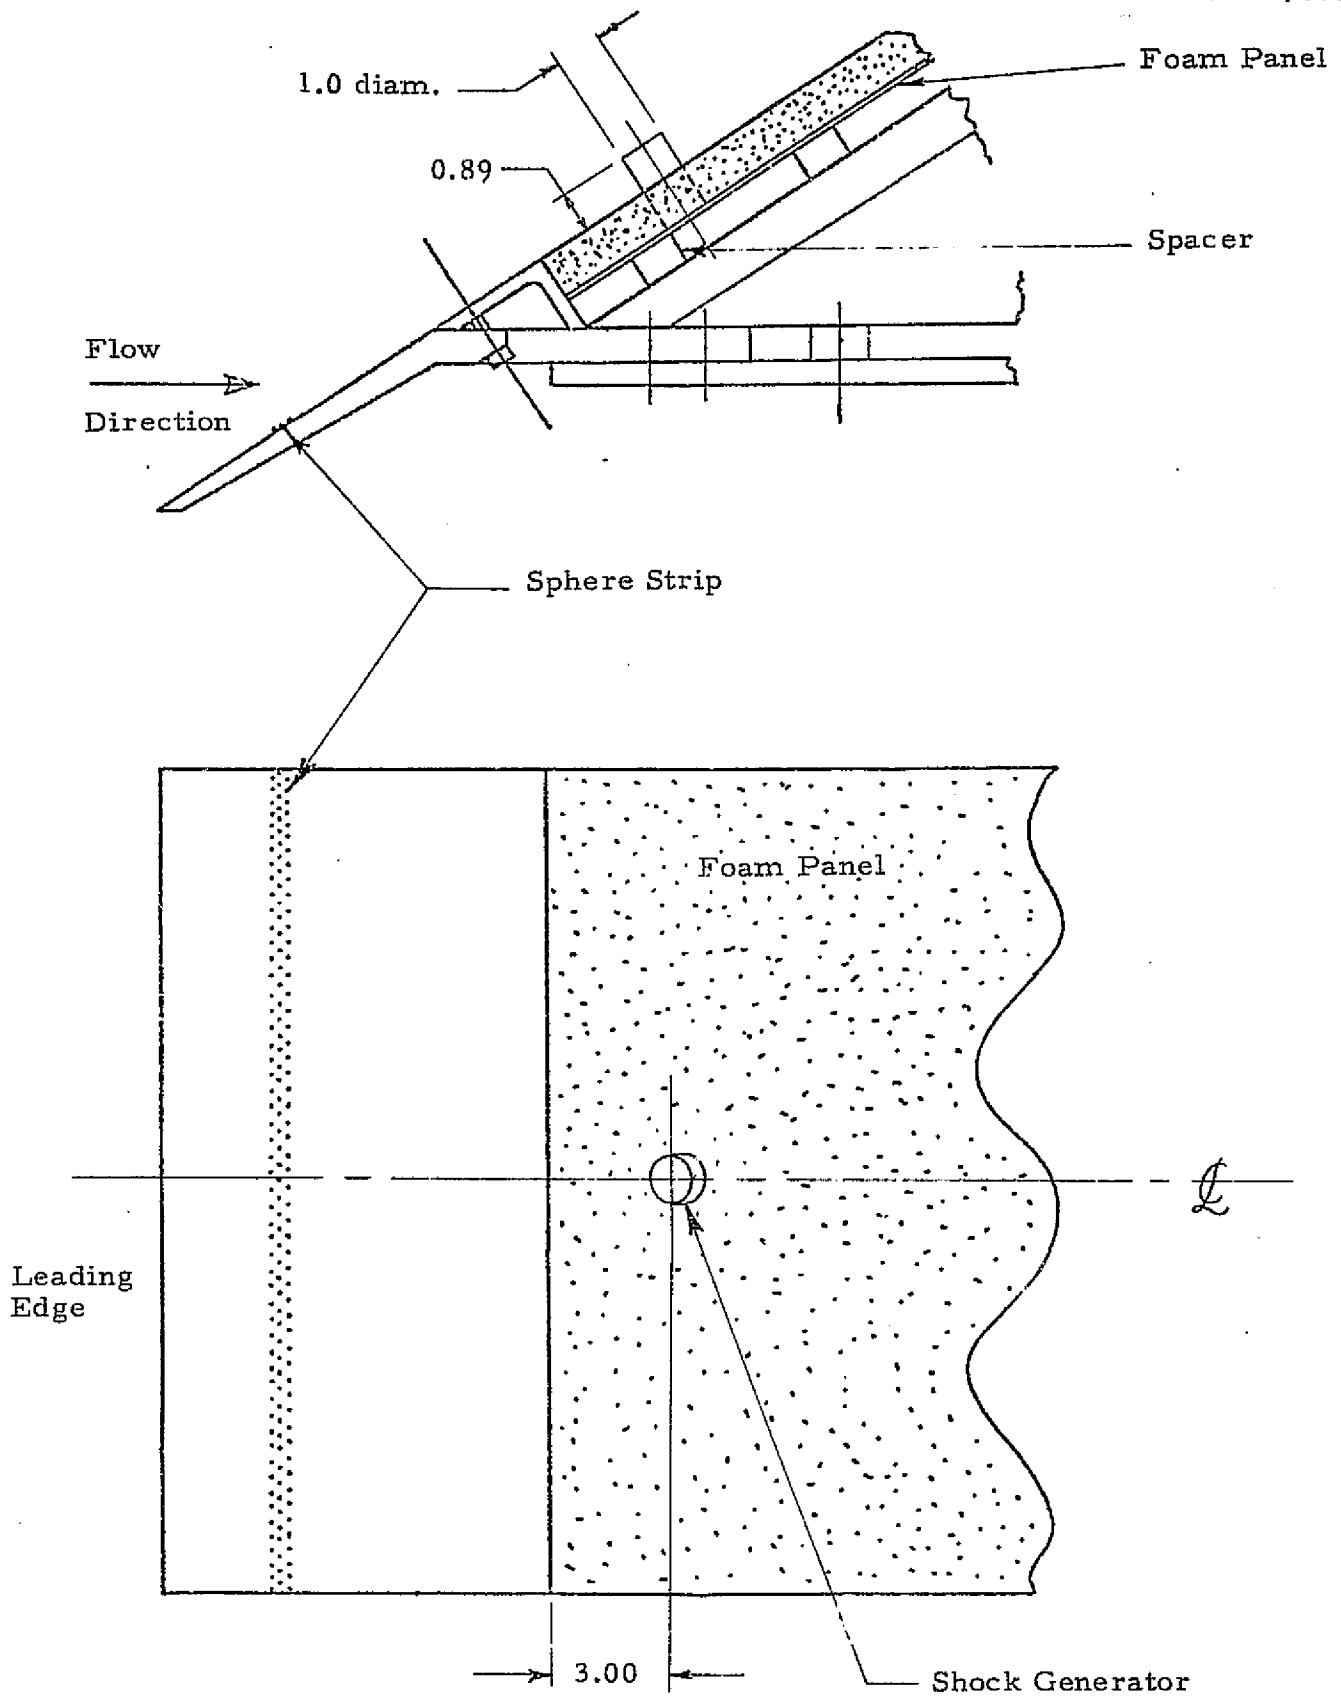 1.0 diam.
Foam Panel
0.89
Spacer
Flow
Direction
Sphere Strip
Foam Panel
℄
Leading
Edge
3.00
Shock Generator